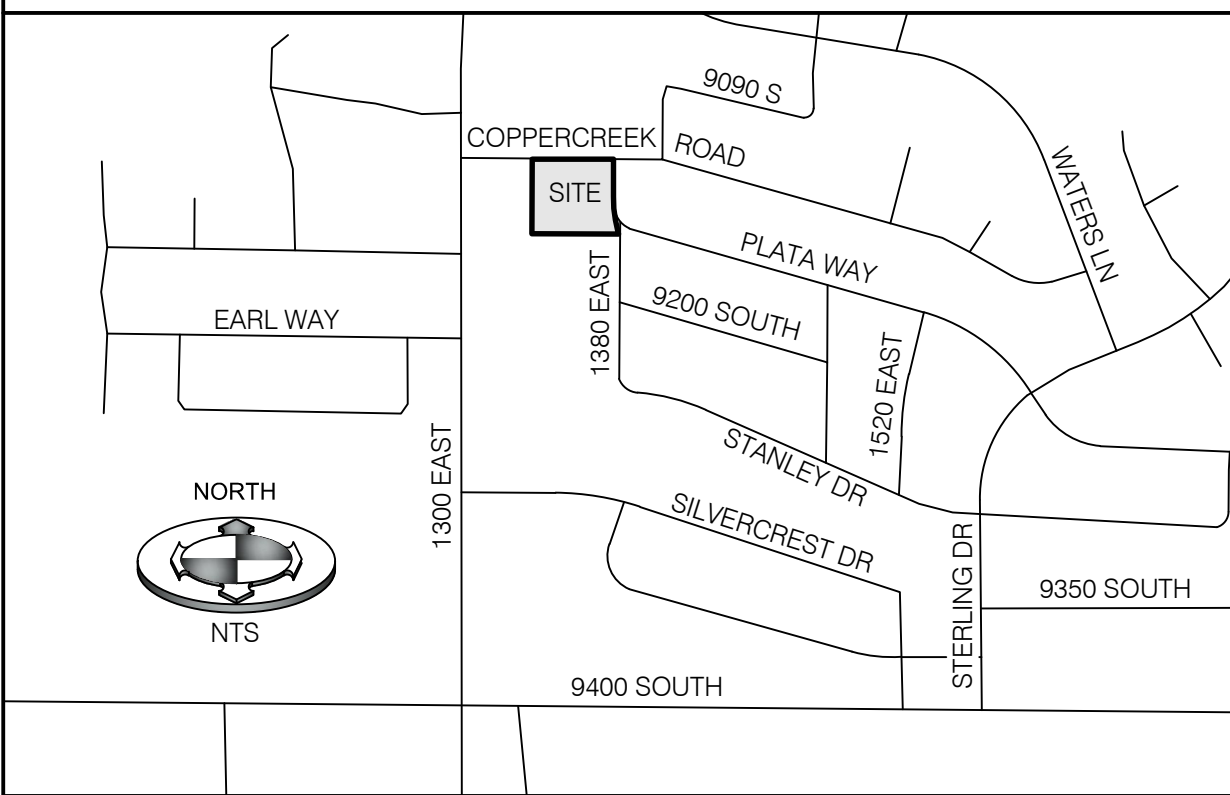 9090 S
COPPERCREEK
ROAD
WATERS LN
SITE
PLATA WAY
1380 EAST
9200 SOUTH
EARL WAY
1520 EAST
STANLEY DR
1300 EAST
NORTH
SILVERCREST DR
STERLING DR
9350 SOUTH
NTS
9400 SOUTH